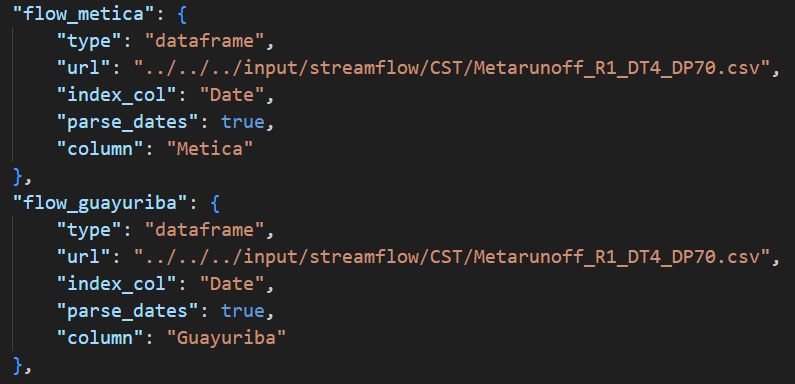 "flow_metica": {
"type": "dataframe",
"url": "../../../input/streamflow/CST/Metarunoff_R1_DT4_DP70.csv",
"index_col": "Date",
"parse_dates": true,
"column": "Metica"
},
"flow_guayuriba": {
"type": "dataframe",
"url": "../../../input/streamflow/CST/Metarunoff_R1_DT4_DP70.csv",
"index_col": "Date",
"parse_dates": true,
"column": "Guayuriba"
},